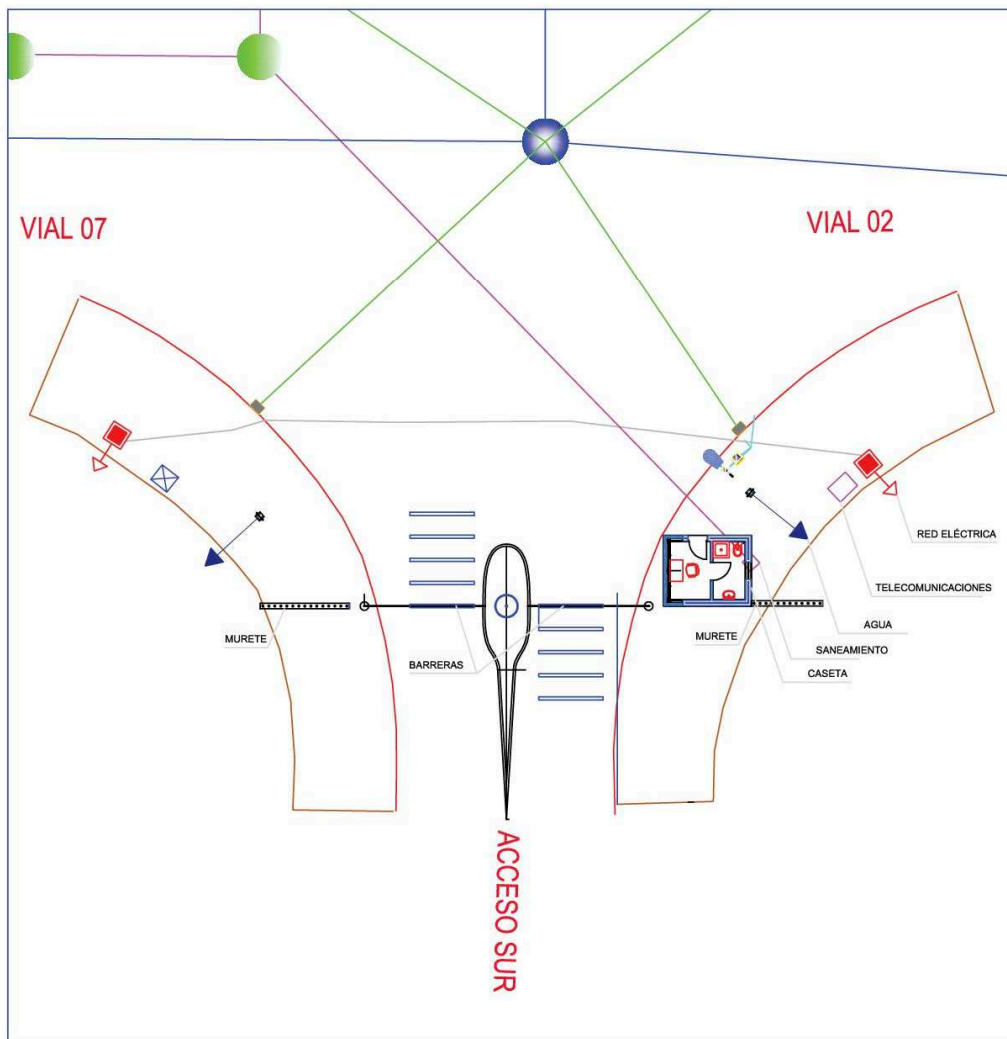 VIAL 07
VIAL 02
RED ELÉCTRICA
TELECOMUNICACIONES
AGUA
MURETE
MURETE
SANEAMIENTO
BARRERAS
CASETA
ACCESO SUR